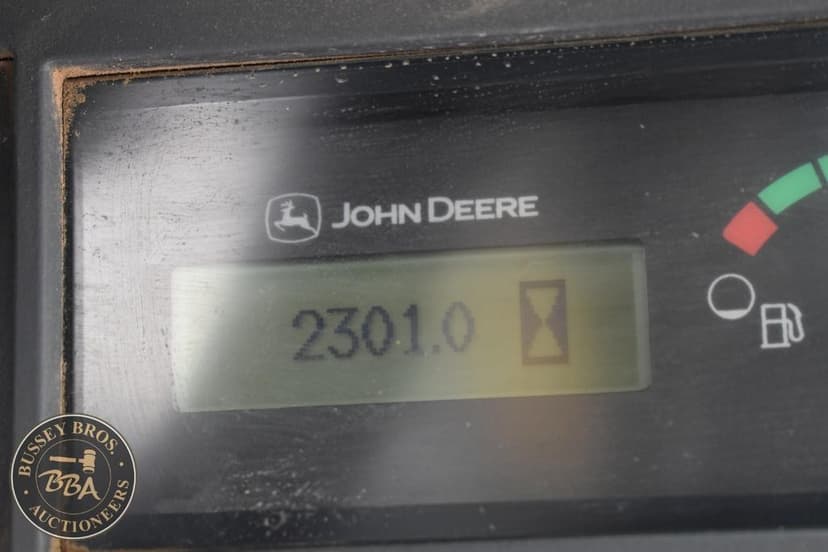 JOHN DEERE
2301.0
BUSSEY BROS.
BBA
AUCTIONEERS